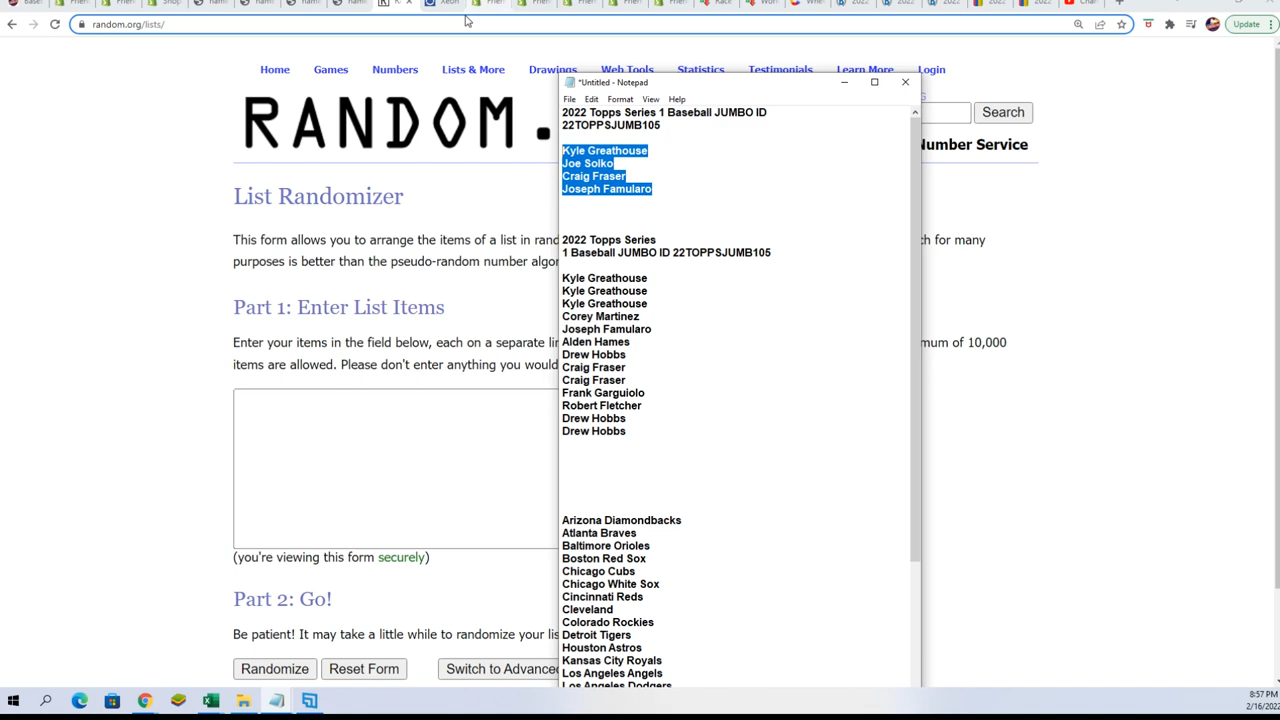 random.org/lists/
Update
Home Games Numbers Lists & More Drawings Web Tools Statistics Testimonials Learn More Login
RANDOM.
Search
Number Service
List Randomizer
This form allows you to arrange the items of a list in rand
ch for many
purposes is better than the pseudo-random number algor
Part 1: Enter List Items
Enter your items in the field below, each on a separate lin
mum of 10,000
items are allowed. Please don't enter anything you would
(you're viewing this form securely)
Part 2: Go!
Be patient! It may take a little while to randomize your lis
Randomize Reset Form Switch to Advanced
*Untitled - Notepad
File Edit Format View Help
2022 Topps Series 1 Baseball JUMBO ID
22TOPPSJUMB105
Kyle Greathouse
Joe Solko
Craig Fraser
Joseph Famularo
2022 Topps Series
1 Baseball JUMBO ID 22TOPPSJUMB105
Kyle Greathouse
Kyle Greathouse
Kyle Greathouse
Corey Martinez
Joseph Famularo
Alden Hames
Drew Hobbs
Craig Fraser
Craig Fraser
Frank Garguiolo
Robert Fletcher
Drew Hobbs
Drew Hobbs
Arizona Diamondbacks
Atlanta Braves
Baltimore Orioles
Boston Red Sox
Chicago Cubs
Chicago White Sox
Cincinnati Reds
Cleveland
Colorado Rockies
Detroit Tigers
Houston Astros
Kansas City Royals
Los Angeles Angels
Los Angeles Dodgers
8:57 PM
2/16/2022